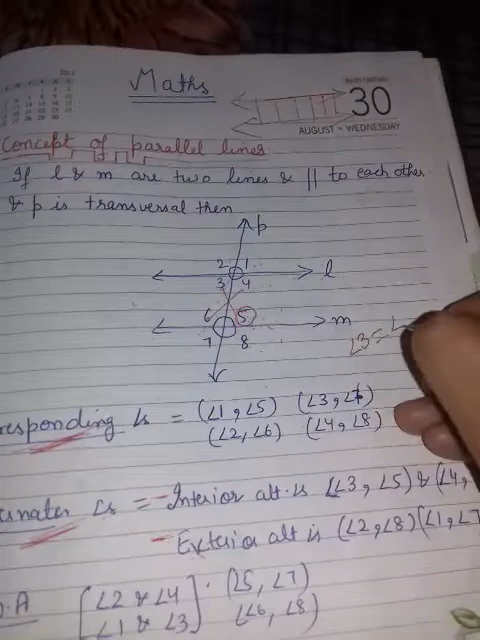 Maths
30
AUGUST • WEDNESDAY
Concept of parallel lines
If l & m are two lines & || to each other
& p is transversal then
p
2 1
l
3 4
6 5
m
7 8
∠3 = ∠
responding ∠s = (∠1, ∠5) (∠3, ∠7)
(∠2, ∠6) (∠4, ∠8)
∠s = - Interior alt. is ∠3, ∠5) & (∠4,
- Exterior alt is (∠2, ∠8) (∠1, ∠7
O.A [∠2 & ∠4] . (∠5, ∠7)
∠1 & ∠3 ∠6, ∠8)